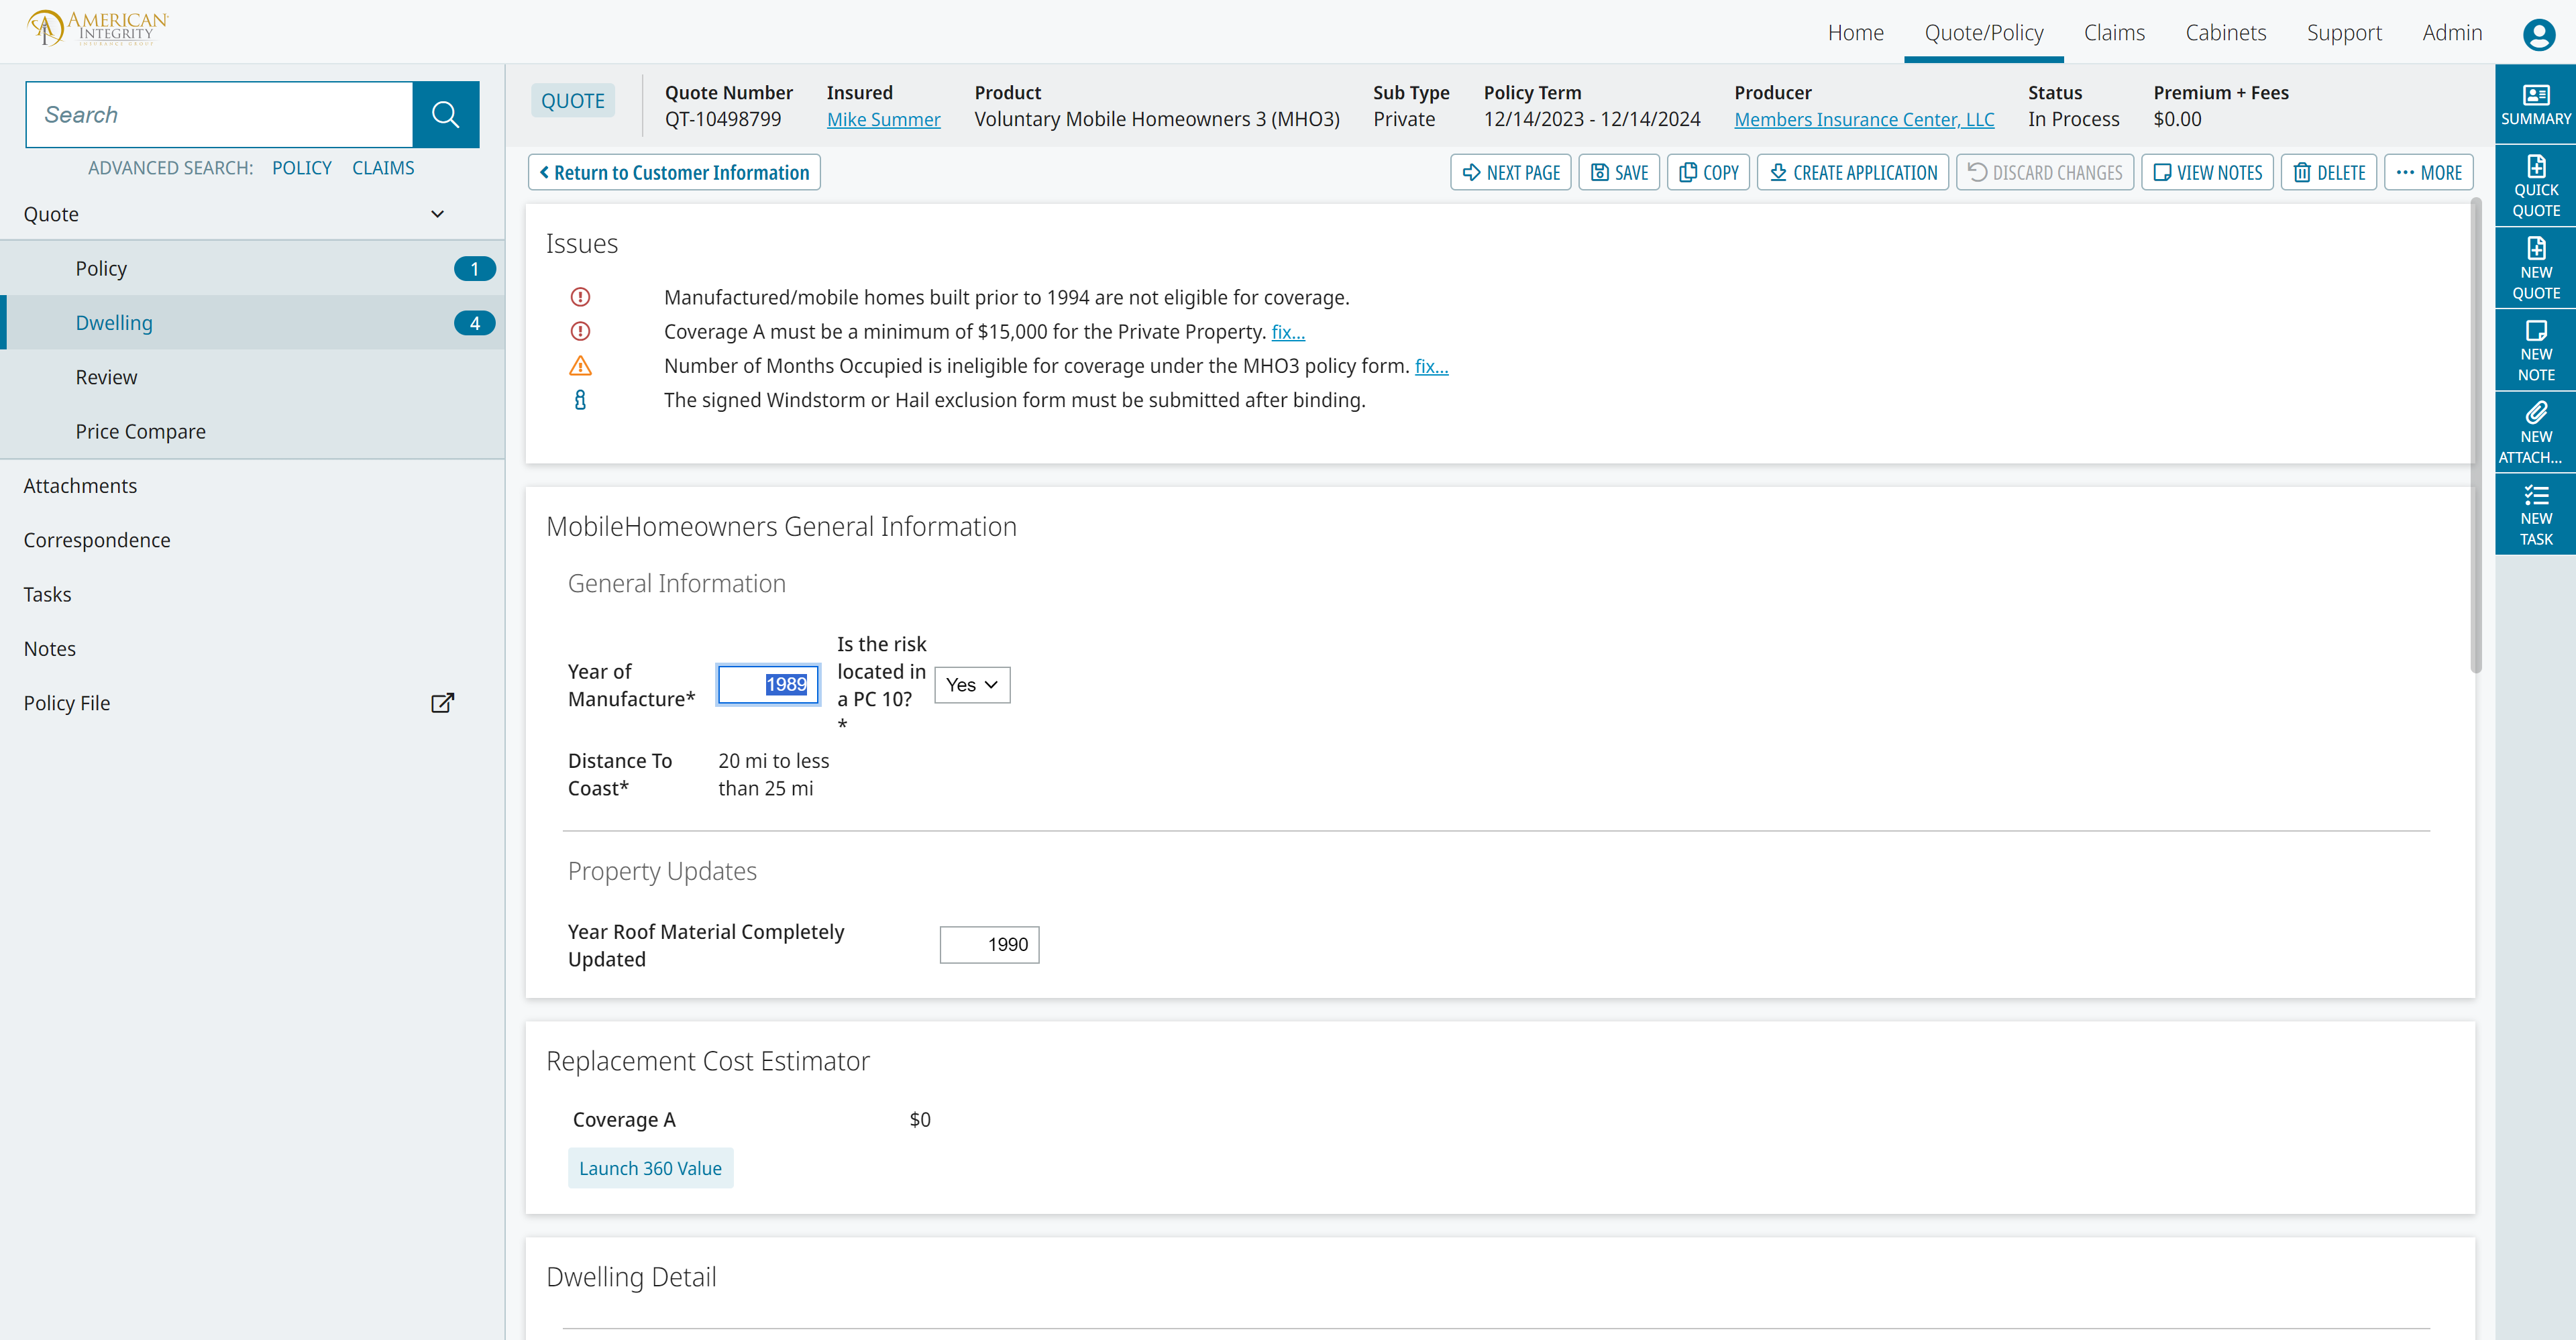 AMERICAN
INTEGRITY
INSURANCE GROUP
Home
Quote/Policy
Claims
Cabinets
Support
Admin
Search
ADVANCED SEARCH: POLICY CLAIMS
Quote
Policy 1
Dwelling 4
Review
Price Compare
Attachments
Correspondence
Tasks
Notes
Policy File
QUOTE
Quote Number
QT-10498799
Insured
Mike Summer
Product
Voluntary Mobile Homeowners 3 (MHO3)
Sub Type
Private
Policy Term
12/14/2023 - 12/14/2024
Producer
Members Insurance Center, LLC
Status
In Process
Premium + Fees
$0.00
Return to Customer Information
NEXT PAGE
SAVE
COPY
CREATE APPLICATION
DISCARD CHANGES
VIEW NOTES
DELETE
MORE
Issues
Manufactured/mobile homes built prior to 1994 are not eligible for coverage.
Coverage A must be a minimum of $15,000 for the Private Property. fix...
Number of Months Occupied is ineligible for coverage under the MHO3 policy form. fix...
The signed Windstorm or Hail exclusion form must be submitted after binding.
MobileHomeowners General Information
General Information
Year of
Manufacture*
1989
Is the risk
located in
a PC 10?
*
Yes
Distance To
Coast*
20 mi to less
than 25 mi
Property Updates
Year Roof Material Completely
Updated
1990
Replacement Cost Estimator
Coverage A $0
Launch 360 Value
Dwelling Detail
SUMMARY
QUICK
QUOTE
NEW
QUOTE
NEW
NOTE
NEW
ATTACH...
NEW
TASK